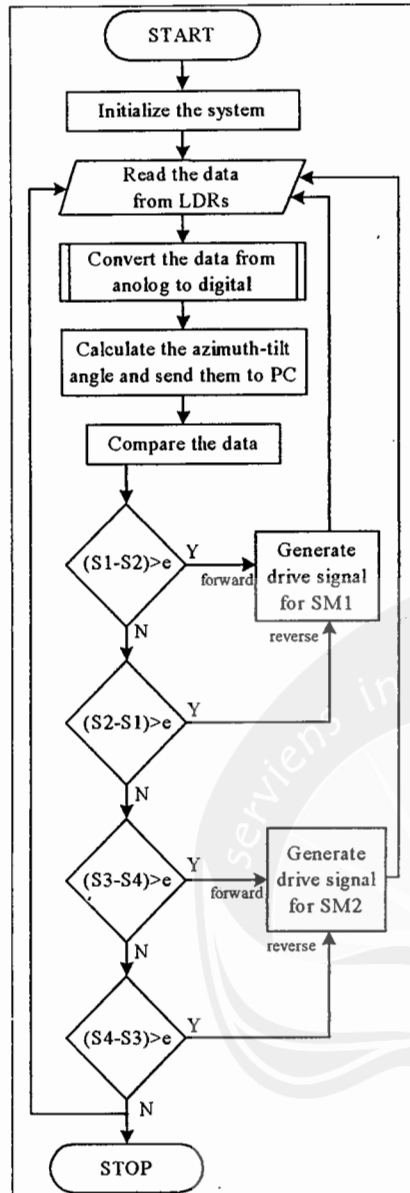 START
Initialize the system
Read the data
from LDRs
Convert the data from
anolog to digital
Calculate the azimuth-tilt
angle and send them to PC
Compare the data
(S1-S2)>e
Y
forward
Generate
drive signal
for SM1
N
reverse
(S2-S1)>e
Y
N
(S3-S4)>e
Y
forward
Generate
drive signal
for SM2
N
reverse
(S4-S3)>e
Y
N
STOP
serviens in